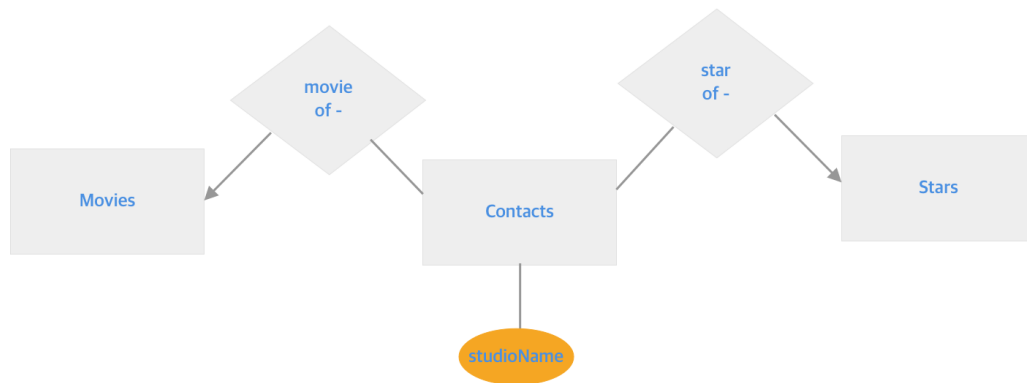 movie
of -
star
of -
Movies
Contacts
Stars
studioName